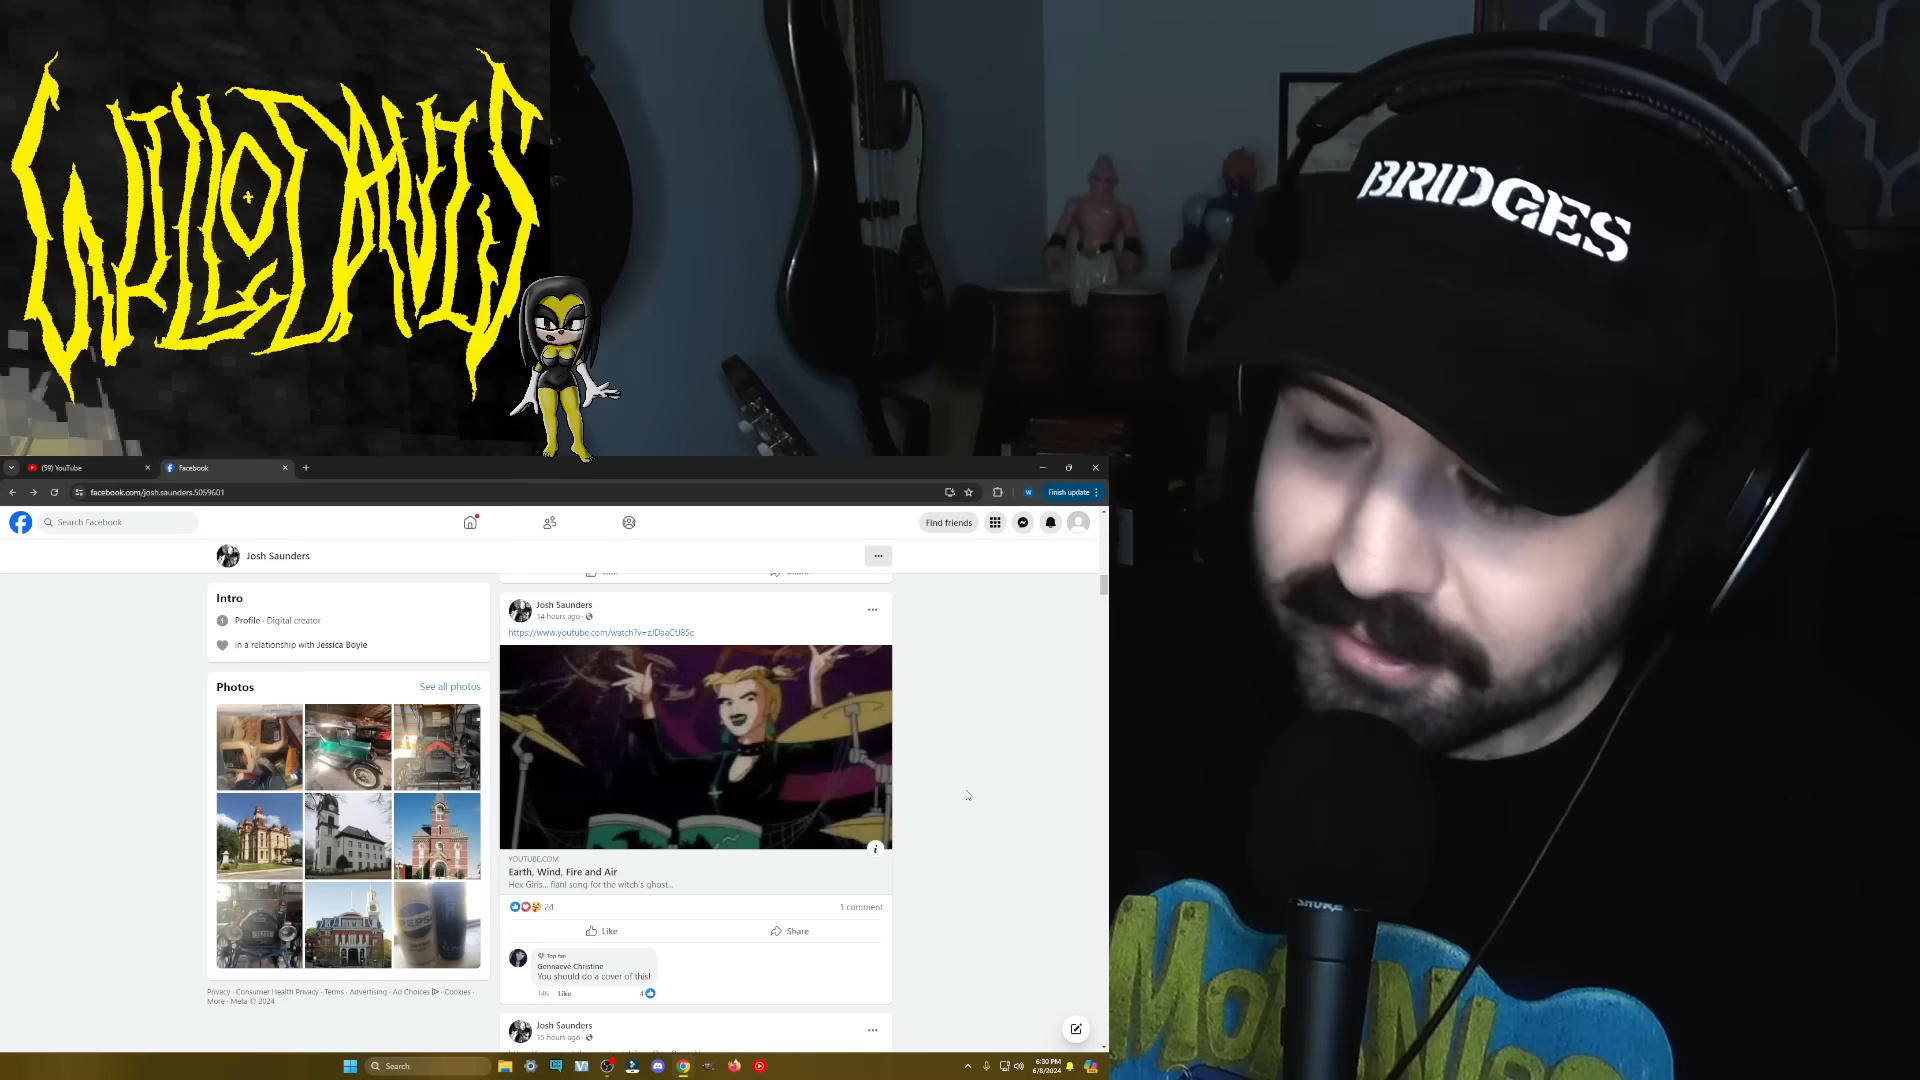 WILL DAVIS
BRIDGES
(59) YouTube
Facebook
facebook.com/josh.saunders.5059601
Finish update
Search Facebook
Find friends
Josh Saunders
Intro
Profile · Digital creator
In a relationship with Jessica Boyle
Photos
See all photos
PEPSI
Privacy · Consumer Health Privacy · Terms · Advertising · Ad Choices · Cookies ·
More · Meta © 2024
Josh Saunders
14 hours ago ·
https://www.youtube.com/watch?v=zJDaaCtJ85c
YOUTUBE.COM
Earth, Wind, Fire and Air
Hex Girls... fianl song for the witch's ghost...
24
1 comment
Like
Share
Top fan
Gennaevé Christine
You should do a cover of this!
14h
Like
4
Josh Saunders
15 hours ago ·
Search
6:30 PM
6/8/2024
SHURE